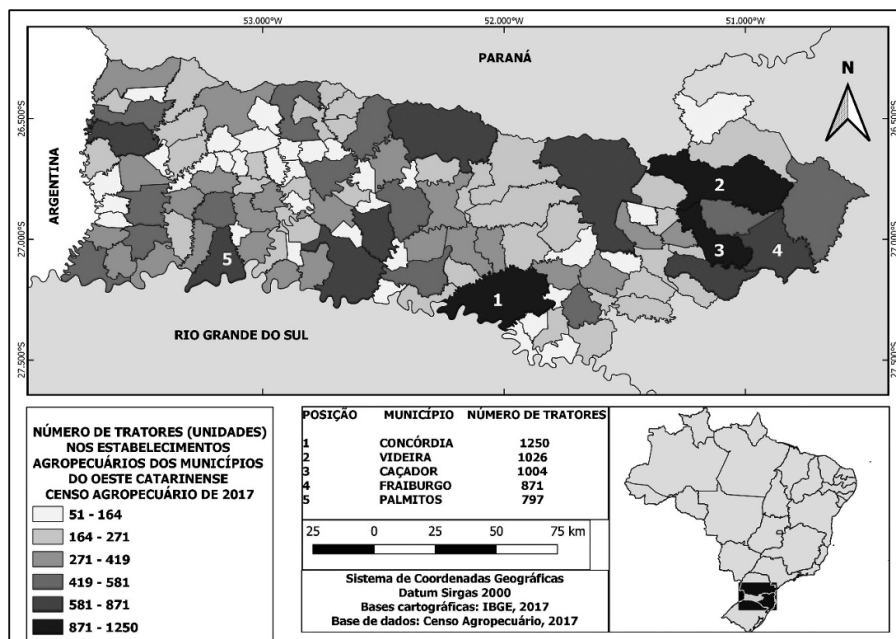 53.000°W 52.000°W 51.000°W
PARANÁ
N
26.500°S 26.500°S
ARGENTINA
2
27.000°S 27.000°S
5 3 4
1
RIO GRANDE DO SUL
27.500°S 27.500°S
NÚMERO DE TRATORES (UNIDADES)
NOS ESTABELECIMENTOS
AGROPECUÁRIOS DOS MUNICÍPIOS
DO OESTE CATARINENSE
CENSO AGROPECUÁRIO DE 2017
51 - 164
164 - 271
271 - 419
419 - 581
581 - 871
871 - 1250
POSIÇÃO MUNICÍPIO NÚMERO DE TRATORES
1 CONCÓRDIA 1250
2 VIDEIRA 1026
3 CAÇADOR 1004
4 FRAIBURGO 871
5 PALMITOS 797
25 0 25 50 75 km
Sistema de Coordenadas Geográficas
Datum Sirgas 2000
Bases cartográficas: IBGE, 2017
Base de dados: Censo Agropecuário, 2017